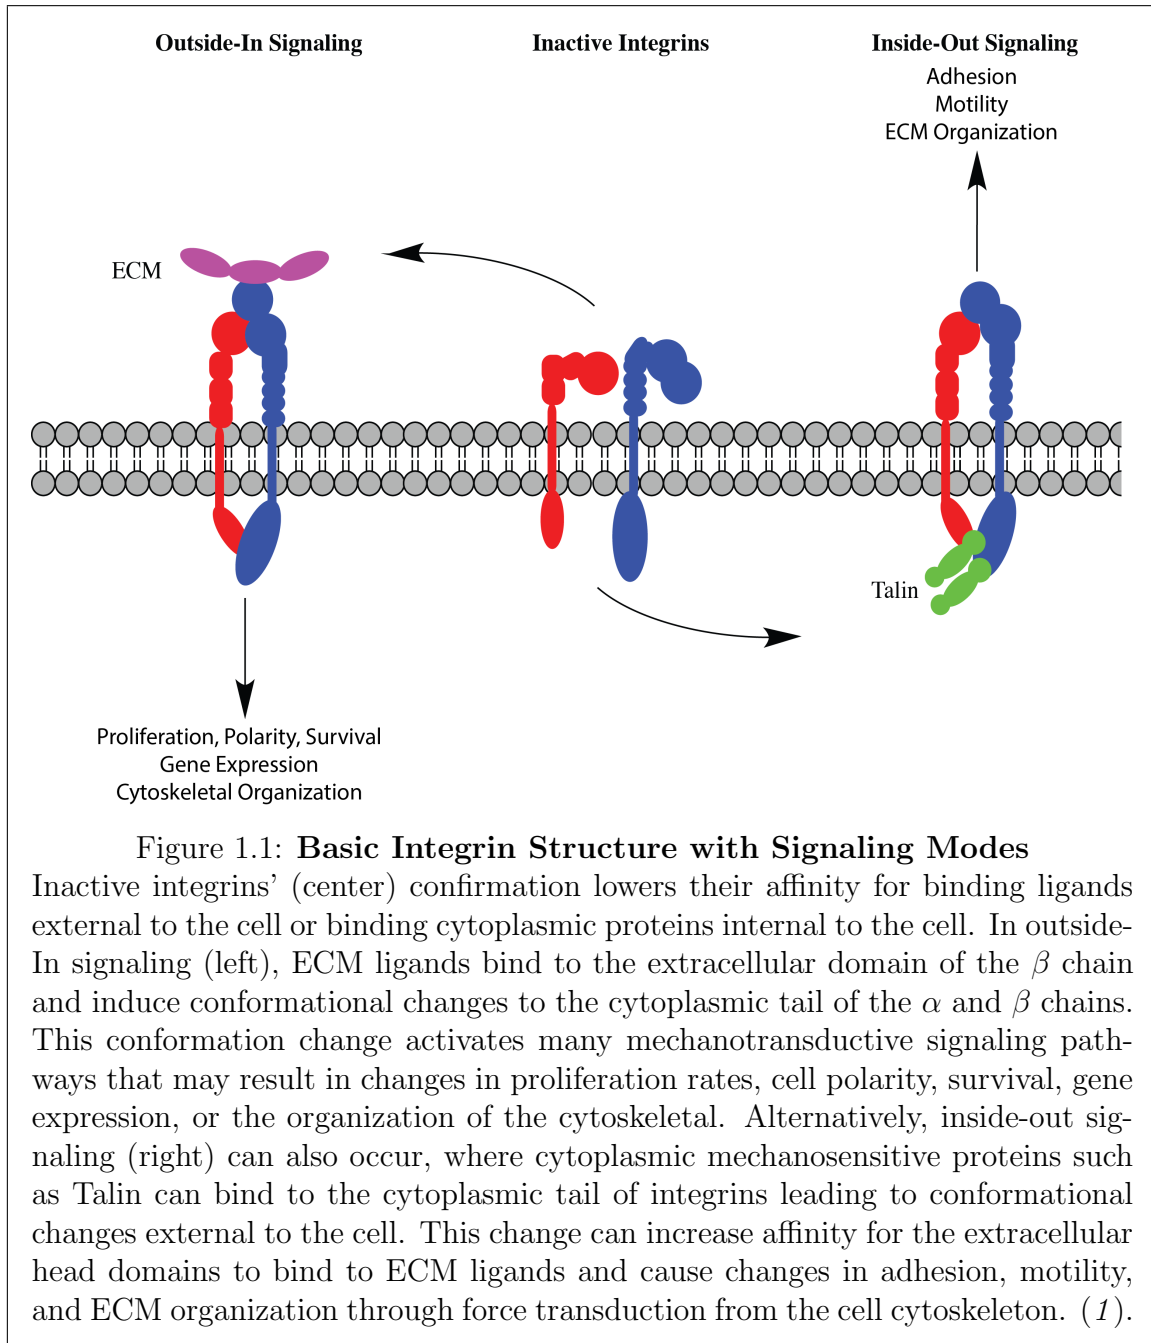 Outside-In Signaling
Inactive Integrins
Inside-Out Signaling
Adhesion
Motility
ECM Organization
ECM
Talin
Proliferation, Polarity, Survival
Gene Expression
Cytoskeletal Organization
Figure 1.1: Basic Integrin Structure with Signaling Modes
Inactive integrins’ (center) confirmation lowers their affinity for binding ligands
external to the cell or binding cytoplasmic proteins internal to the cell. In outside-
In signaling (left), ECM ligands bind to the extracellular domain of the β chain
and induce conformational changes to the cytoplasmic tail of the α and β chains.
This conformation change activates many mechanotransductive signaling path-
ways that may result in changes in proliferation rates, cell polarity, survival, gene
expression, or the organization of the cytoskeletal. Alternatively, inside-out sig-
naling (right) can also occur, where cytoplasmic mechanosensitive proteins such
as Talin can bind to the cytoplasmic tail of integrins leading to conformational
changes external to the cell. This change can increase affinity for the extracellular
head domains to bind to ECM ligands and cause changes in adhesion, motility,
and ECM organization through force transduction from the cell cytoskeleton. (1).